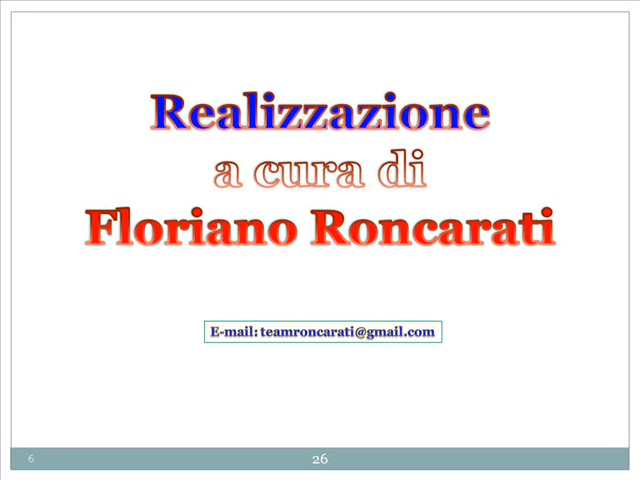 Realizzazione
a cura di
Floriano Roncarati
E-mail: teamroncarati@gmail.com
6
26